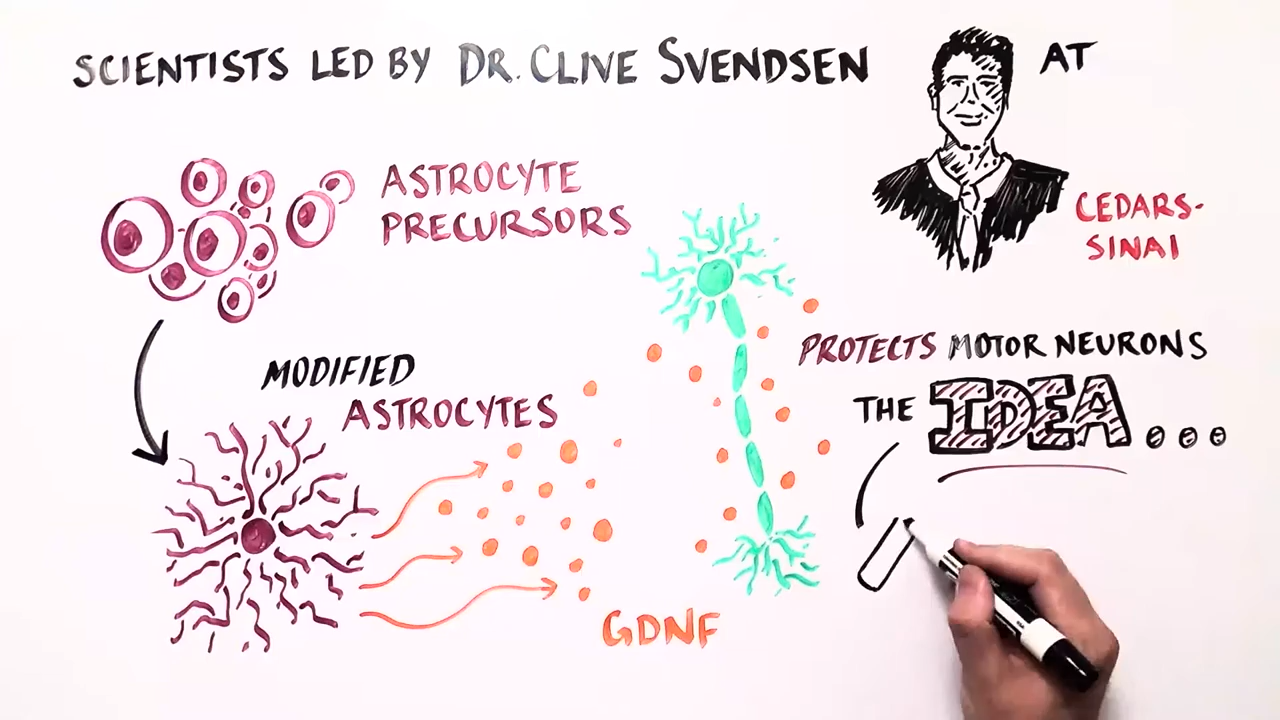 SCIENTISTS LED BY DR. CLIVE SVENDSEN AT
CEDARS-
SINAI
ASTROCYTE
PRECURSORS
MODIFIED
ASTROCYTES
GDNF
PROTECTS MOTOR NEURONS
THE IDEA...